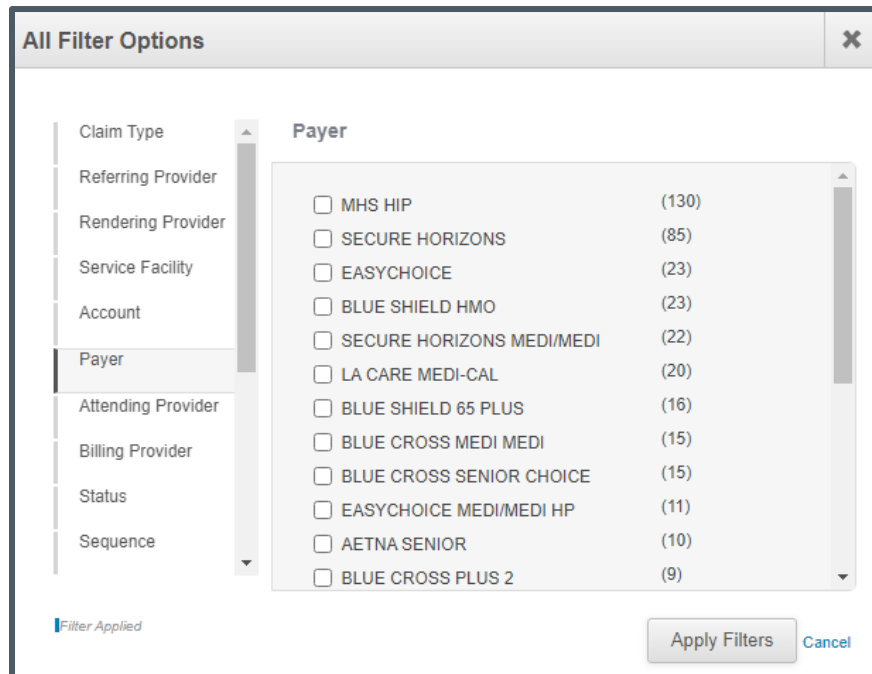 All Filter Options
Claim Type
Referring Provider
Rendering Provider
Service Facility
Account
Payer
Attending Provider
Billing Provider
Status
Sequence
Payer
MHS HIP (130)
SECURE HORIZONS (85)
EASYCHOICE (23)
BLUE SHIELD HMO (23)
SECURE HORIZONS MEDI/MEDI (22)
LA CARE MEDI-CAL (20)
BLUE SHIELD 65 PLUS (16)
BLUE CROSS MEDI MEDI (15)
BLUE CROSS SENIOR CHOICE (15)
EASYCHOICE MEDI/MEDI HP (11)
AETNA SENIOR (10)
BLUE CROSS PLUS 2 (9)
Filter Applied
Apply Filters Cancel